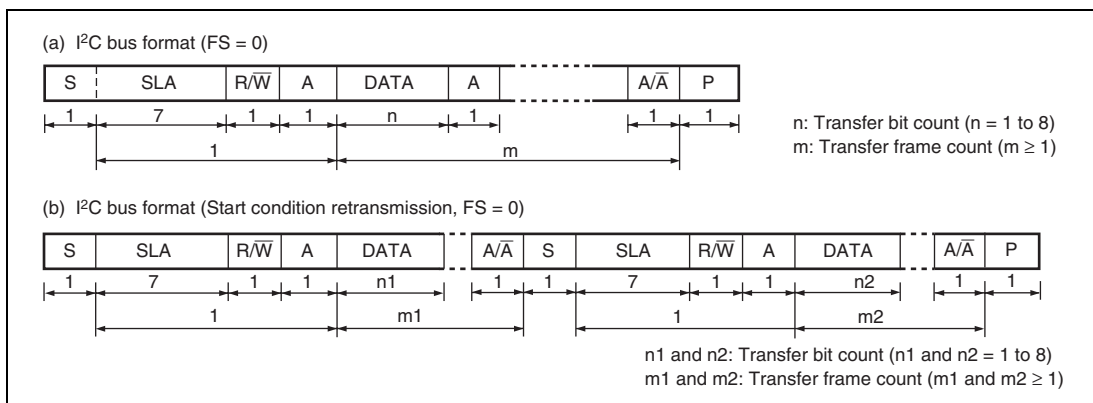 (a) I²C bus format (FS = 0)
S SLA R/W̅ A DATA A A/A̅ P
1 7 1 1 n 1 1 1
1 m
n: Transfer bit count (n = 1 to 8)
m: Transfer frame count (m ≥ 1)
(b) I²C bus format (Start condition retransmission, FS = 0)
S SLA R/W̅ A DATA A/A̅ S SLA R/W̅ A DATA A/A̅ P
1 7 1 1 n1 1 1 7 1 1 n2 1 1
1 m1 1 m2
n1 and n2: Transfer bit count (n1 and n2 = 1 to 8)
m1 and m2: Transfer frame count (m1 and m2 ≥ 1)